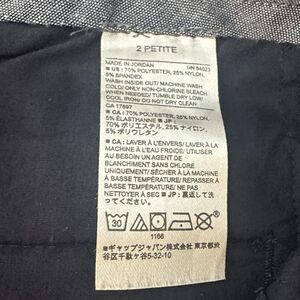 2 PETITE
MADE IN JORDAN RN 54023
■ US : 70% POLYESTER, 25% NYLON,
5% SPANDEX
WASH INSIDE OUT/ MACHINE WASH
COLD/ ONLY NON-CHLORINE BLEACH
WHEN NEEDED/ TUMBLE DRY LOW/
COOL IRON/ DO NOT DRY CLEAN
CA 17897
■ CA : 70% POLYESTER, 25% NYLON,
5% ÉLASTHANNE ■ JP :
70% ポリエステル, 25% ナイロン,
5% ポリウレタン
■ CA : LAVER À L'ENVERS/ LAVER À LA
MACHINE À L'EAU FROIDE/ UTILISER
AU BESOIN UN AGENT DE
BLANCHIMENT SANS CHLORE
UNIQUEMENT/ SÉCHER À LA MACHINE
À BASSE TEMPÉRATURE/ REPASSER À
BASSE TEMPÉRATURE/ PAS DE
NETTOYER À SEC ■ JP : 裏返して洗
ってください。
30
1166
■ギャップジャパン株式会社 東京都渋
谷区千駄ヶ谷5-32-10